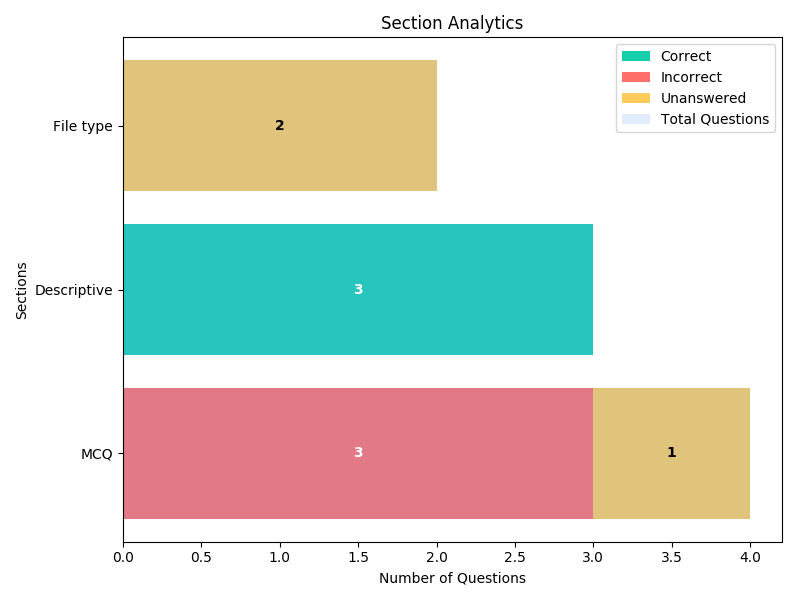 Section Analytics
Correct
Incorrect
Unanswered
Total Questions
File type
2
Descriptive
3
MCQ
3
1
Sections
0.0
0.5
1.0
1.5
2.0
2.5
3.0
3.5
4.0
Number of Questions